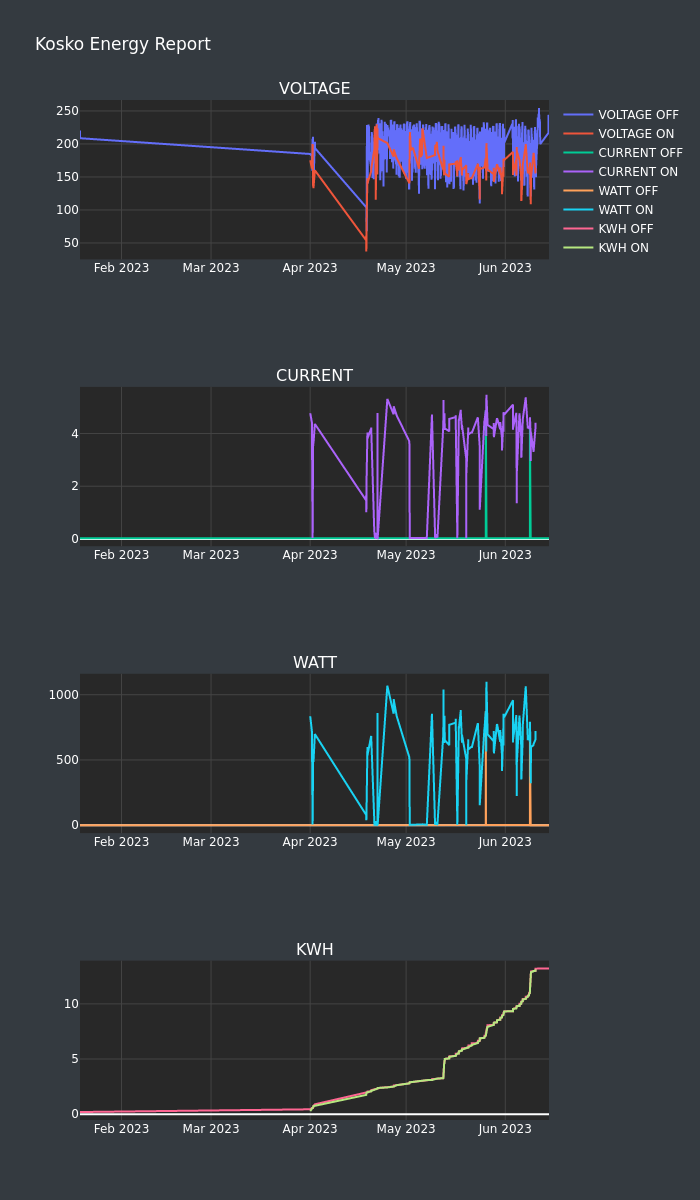 Kosko Energy Report
VOLTAGE
250
200
150
100
50
Feb 2023 Mar 2023 Apr 2023 May 2023 Jun 2023
VOLTAGE OFF
VOLTAGE ON
CURRENT OFF
CURRENT ON
WATT OFF
WATT ON
KWH OFF
KWH ON
CURRENT
4
2
0
Feb 2023 Mar 2023 Apr 2023 May 2023 Jun 2023
WATT
1000
500
0
Feb 2023 Mar 2023 Apr 2023 May 2023 Jun 2023
KWH
10
5
0
Feb 2023 Mar 2023 Apr 2023 May 2023 Jun 2023